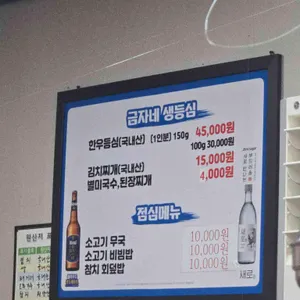 금자네 생등심
한우등심(국내산) [1인분] 150g 45,000원
100g 30,000원
김치찌개(국내산) 15,000원
별미국수,된장찌개 4,000원
점심메뉴
소고기 무국 10,000원
소고기 비빔밥 10,000원
참치 회덮밥 10,000원
새로